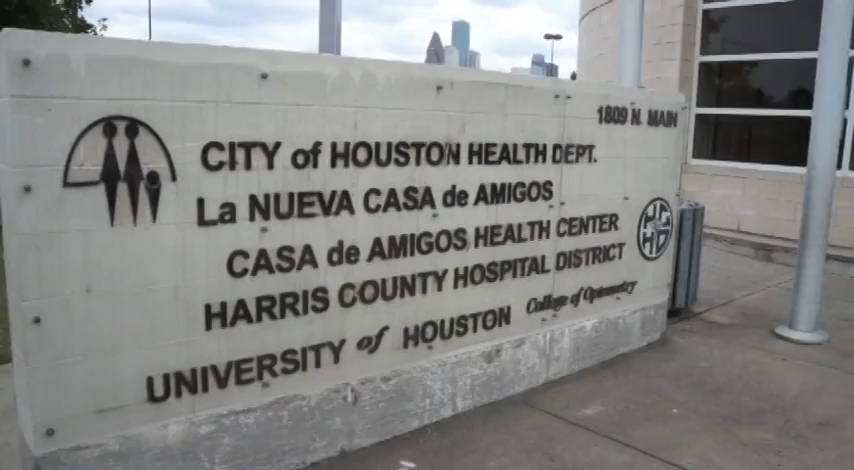 1809 N. MAIN
CITY of HOUSTON HEALTH DEPT.
La NUEVA CASA de AMIGOS
CASA de AMIGOS HEALTH CENTER
HARRIS COUNTY HOSPITAL DISTRICT
HCHD
UNIVERSITY of HOUSTON College of Optometry